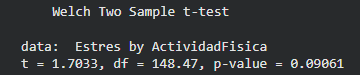 Welch Two Sample t-test
data:  Estres by ActividadFisica
t = 1.7033, df = 148.47, p-value = 0.09061